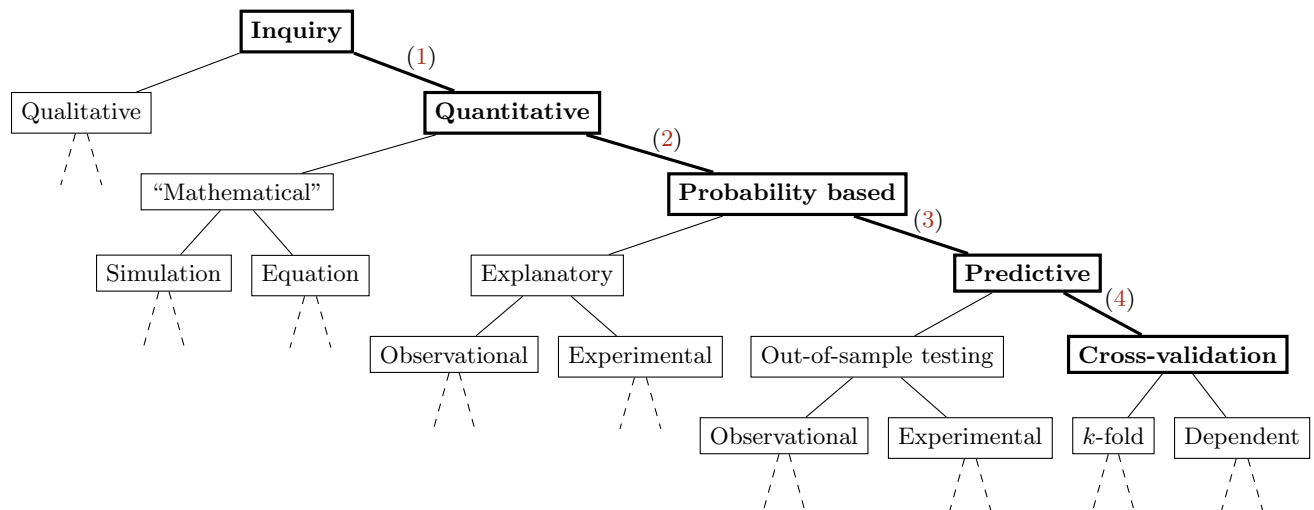 Inquiry
(1)
Qualitative
Quantitative
(2)
“Mathematical”
Probability based
(3)
Simulation
Equation
Explanatory
Predictive
(4)
Observational
Experimental
Out-of-sample testing
Cross-validation
Observational
Experimental
k-fold
Dependent